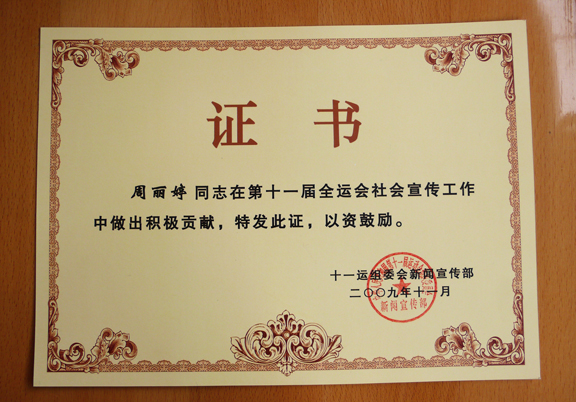 证 书
周丽婷 同志在第十一届全运会社会宣传工作
中做出积极贡献，特发此证，以资鼓励。
十一运组委会新闻宣传部
二〇〇九年十一月
新闻宣传部